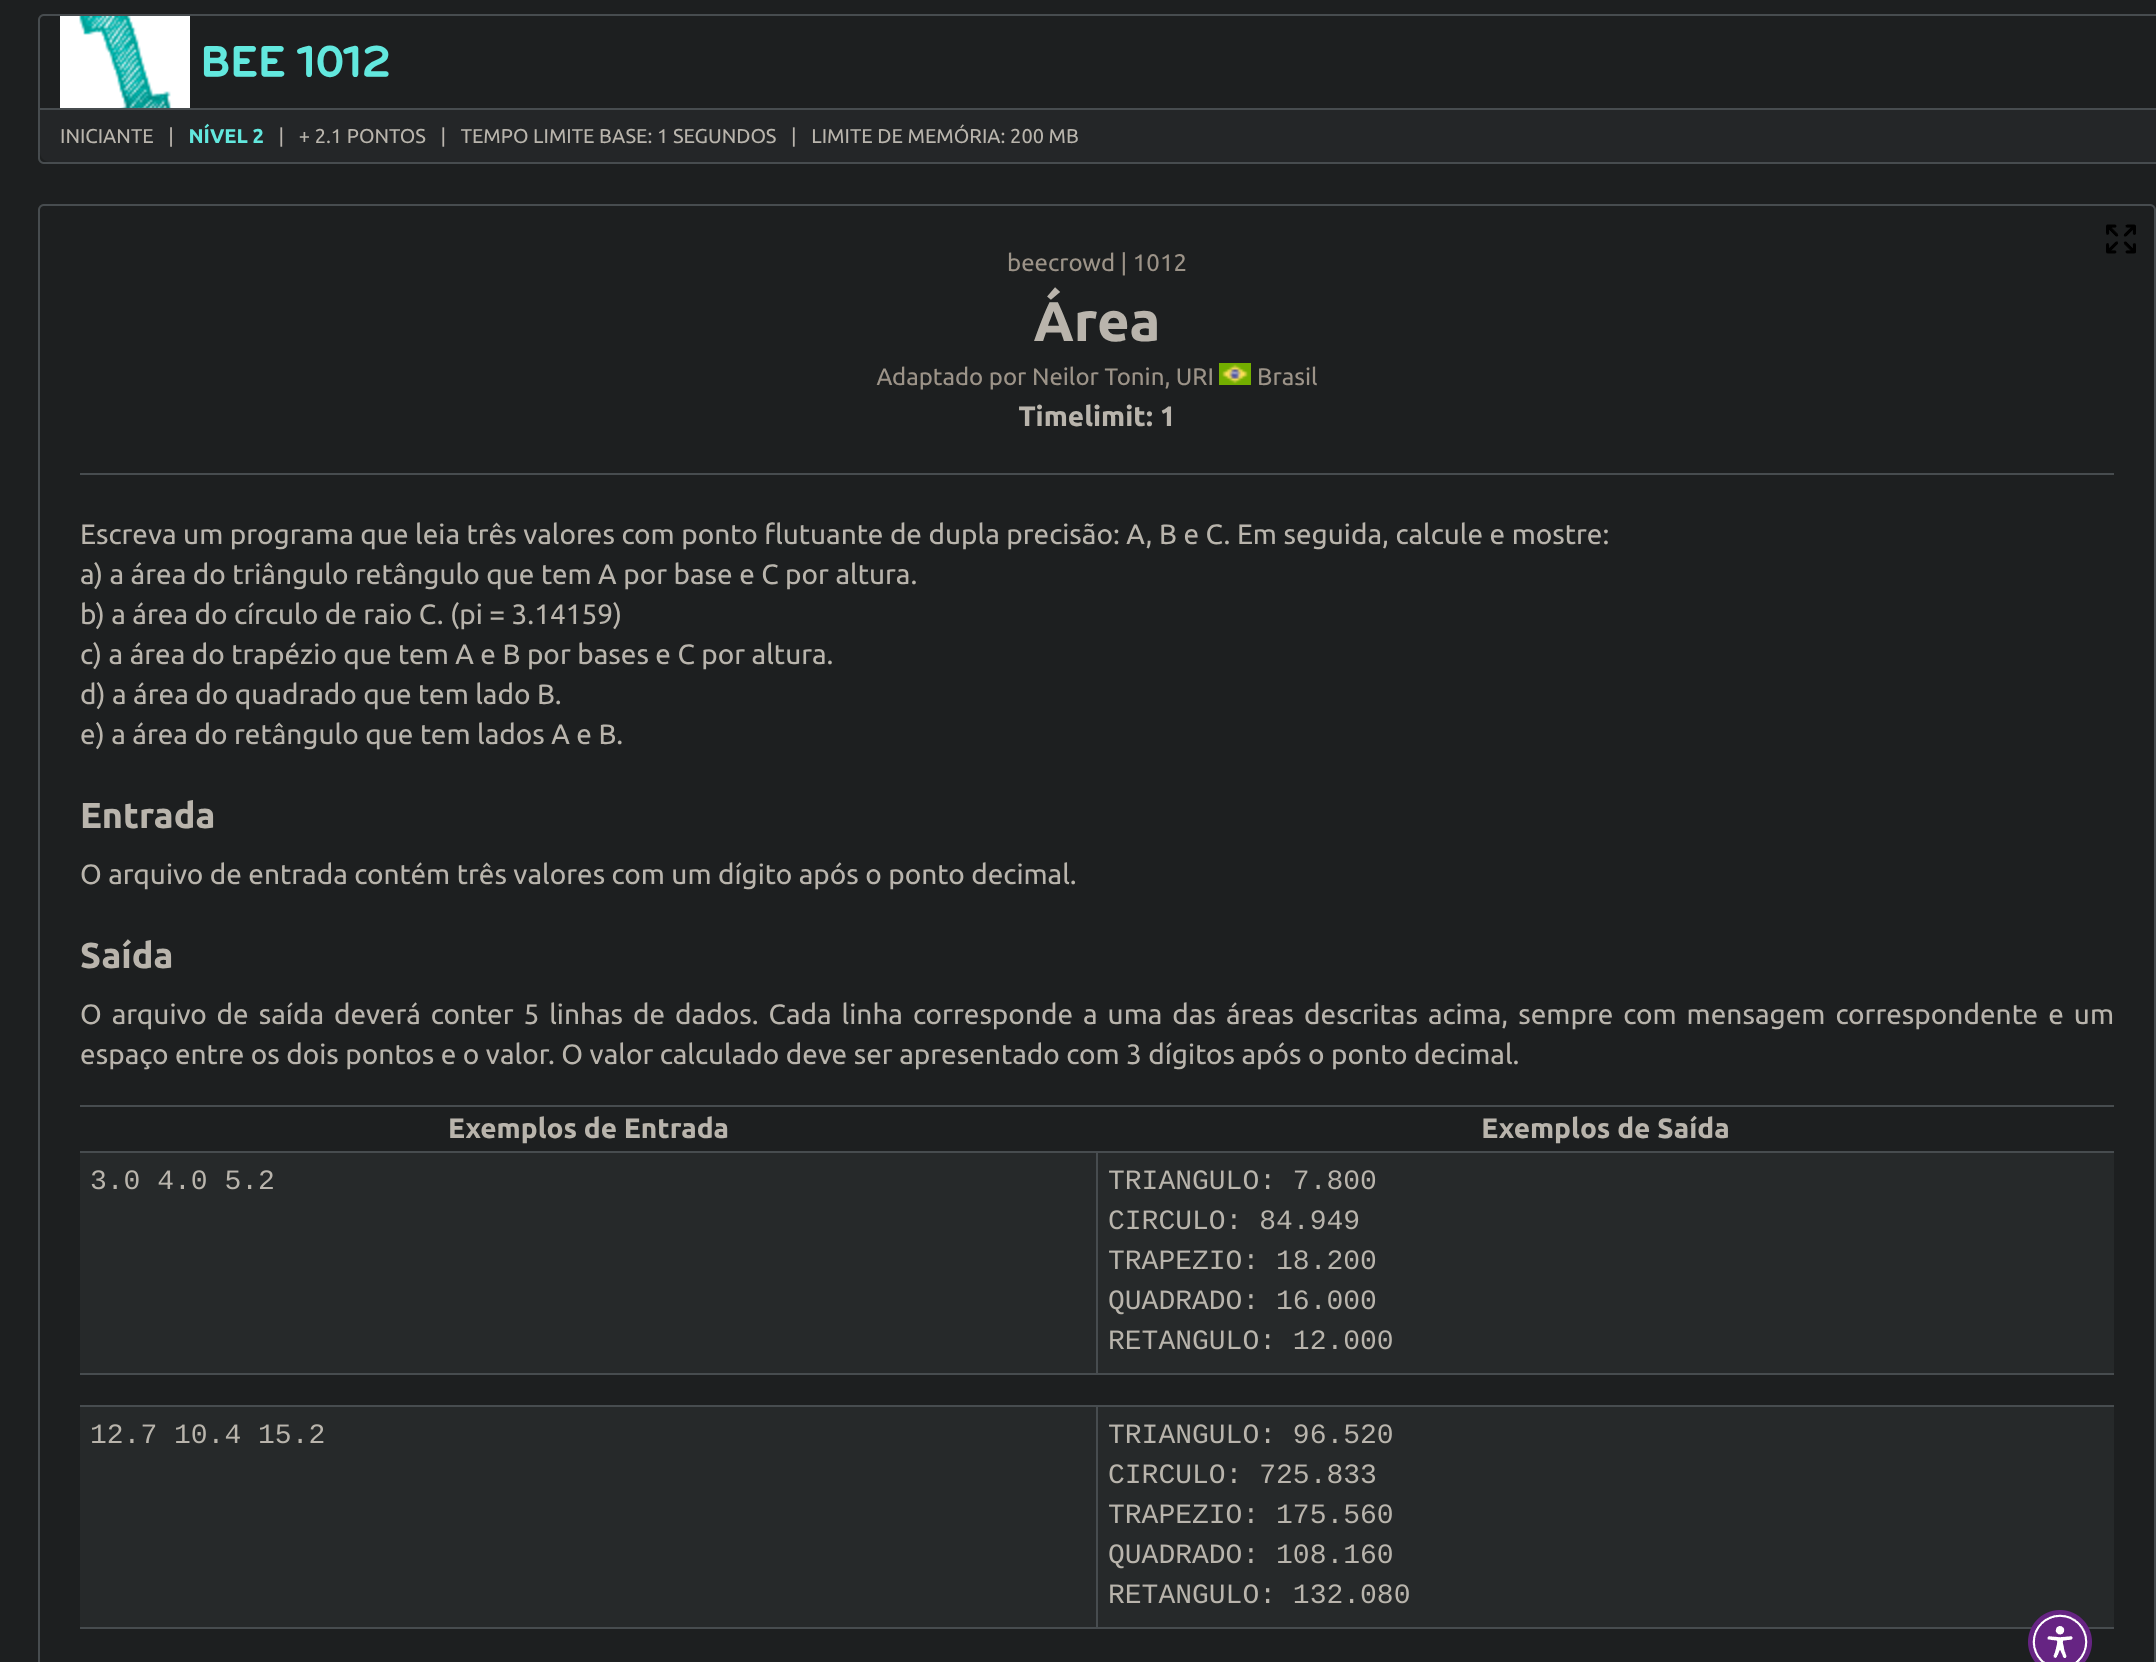 BEE 1012
INICIANTE | NÍVEL 2 | + 2.1 PONTOS | TEMPO LIMITE BASE: 1 SEGUNDOS | LIMITE DE MEMÓRIA: 200 MB
beecrowd | 1012
Área
Adaptado por Neilor Tonin, URI Brasil
Timelimit: 1
Escreva um programa que leia três valores com ponto flutuante de dupla precisão: A, B e C. Em seguida, calcule e mostre:
a) a área do triângulo retângulo que tem A por base e C por altura.
b) a área do círculo de raio C. (pi = 3.14159)
c) a área do trapézio que tem A e B por bases e C por altura.
d) a área do quadrado que tem lado B.
e) a área do retângulo que tem lados A e B.
Entrada
O arquivo de entrada contém três valores com um dígito após o ponto decimal.
Saída
O arquivo de saída deverá conter 5 linhas de dados. Cada linha corresponde a uma das áreas descritas acima, sempre com mensagem correspondente e um
espaço entre os dois pontos e o valor. O valor calculado deve ser apresentado com 3 dígitos após o ponto decimal.
Exemplos de Entrada Exemplos de Saída
3.0 4.0 5.2 TRIANGULO: 7.800
CIRCULO: 84.949
TRAPEZIO: 18.200
QUADRADO: 16.000
RETANGULO: 12.000
12.7 10.4 15.2 TRIANGULO: 96.520
CIRCULO: 725.833
TRAPEZIO: 175.560
QUADRADO: 108.160
RETANGULO: 132.080